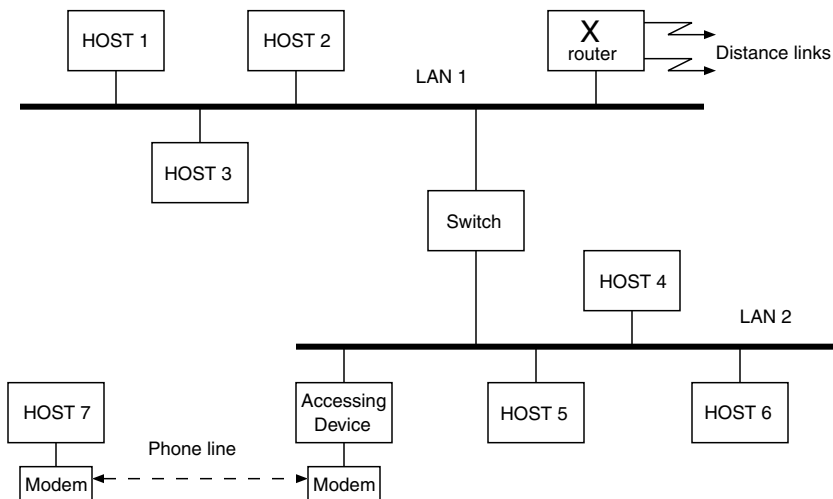 HOST 1
HOST 2
X
router
Distance links
LAN 1
HOST 3
Switch
HOST 4
LAN 2
HOST 7
Accessing
Device
HOST 5
HOST 6
Phone line
Modem
Modem